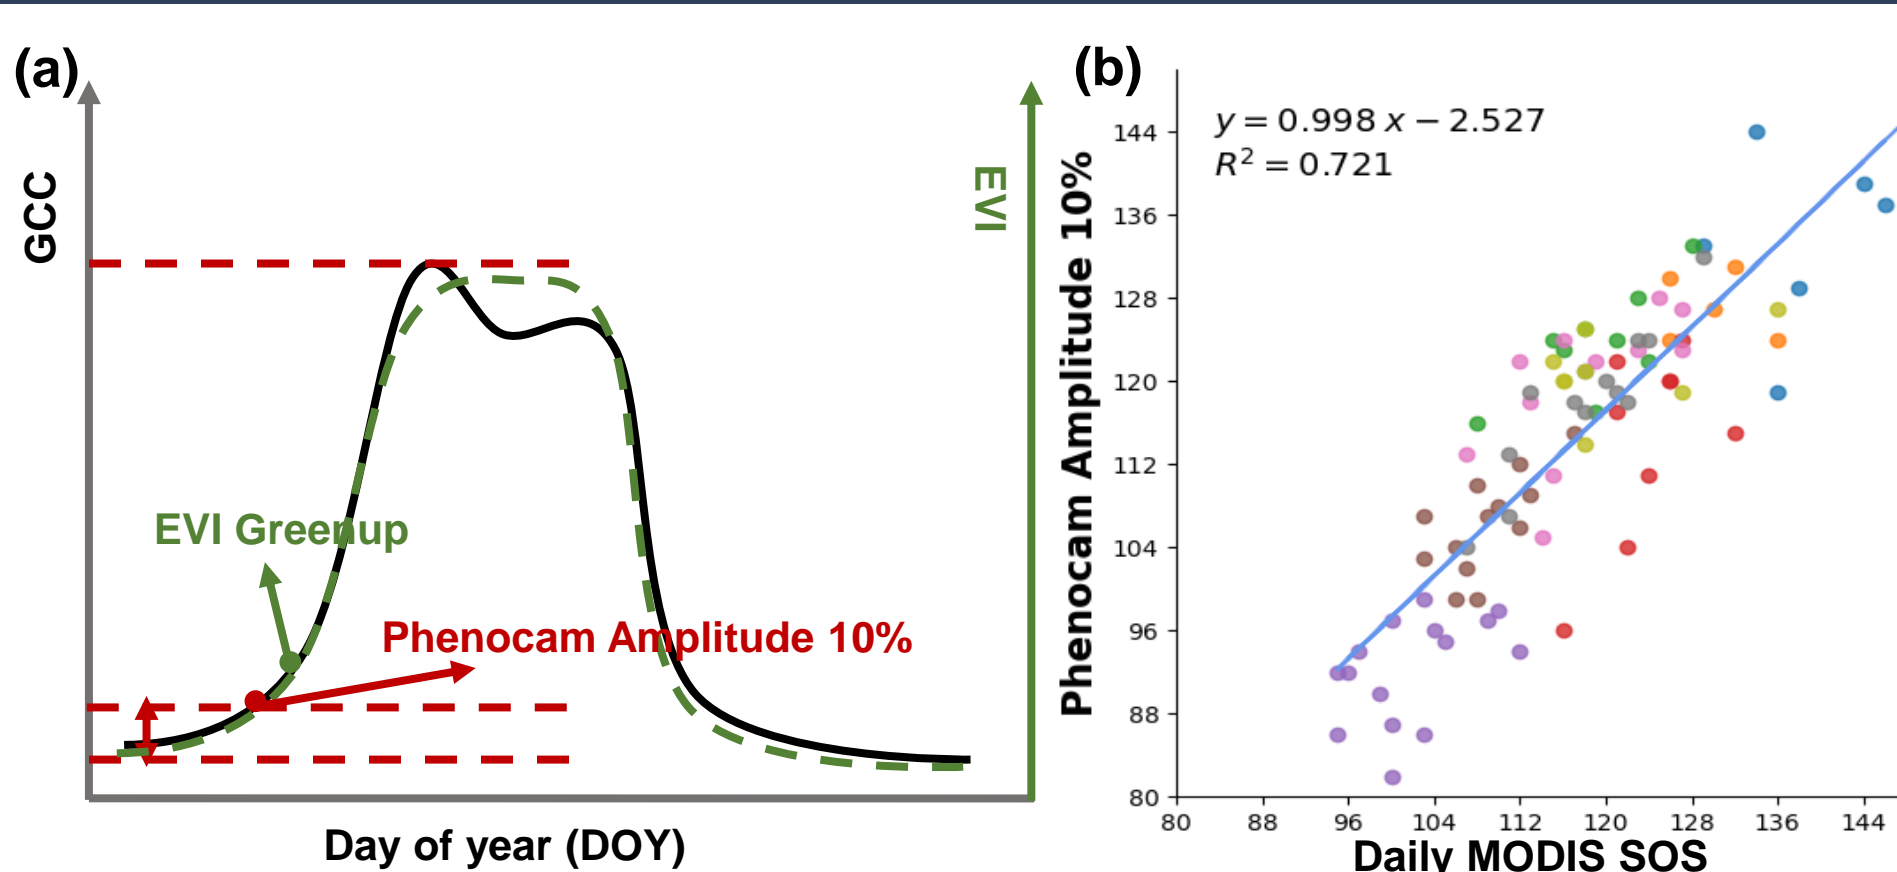 (a)
GCC
EVI
EVI Greenup
Phenocam Amplitude 10%
Day of year (DOY)
(b)
y = 0.998 x − 2.527
R² = 0.721
Phenocam Amplitude 10%
144
136
128
120
112
104
96
88
80
80 88 96 104 112 120 128 136 144
Daily MODIS SOS